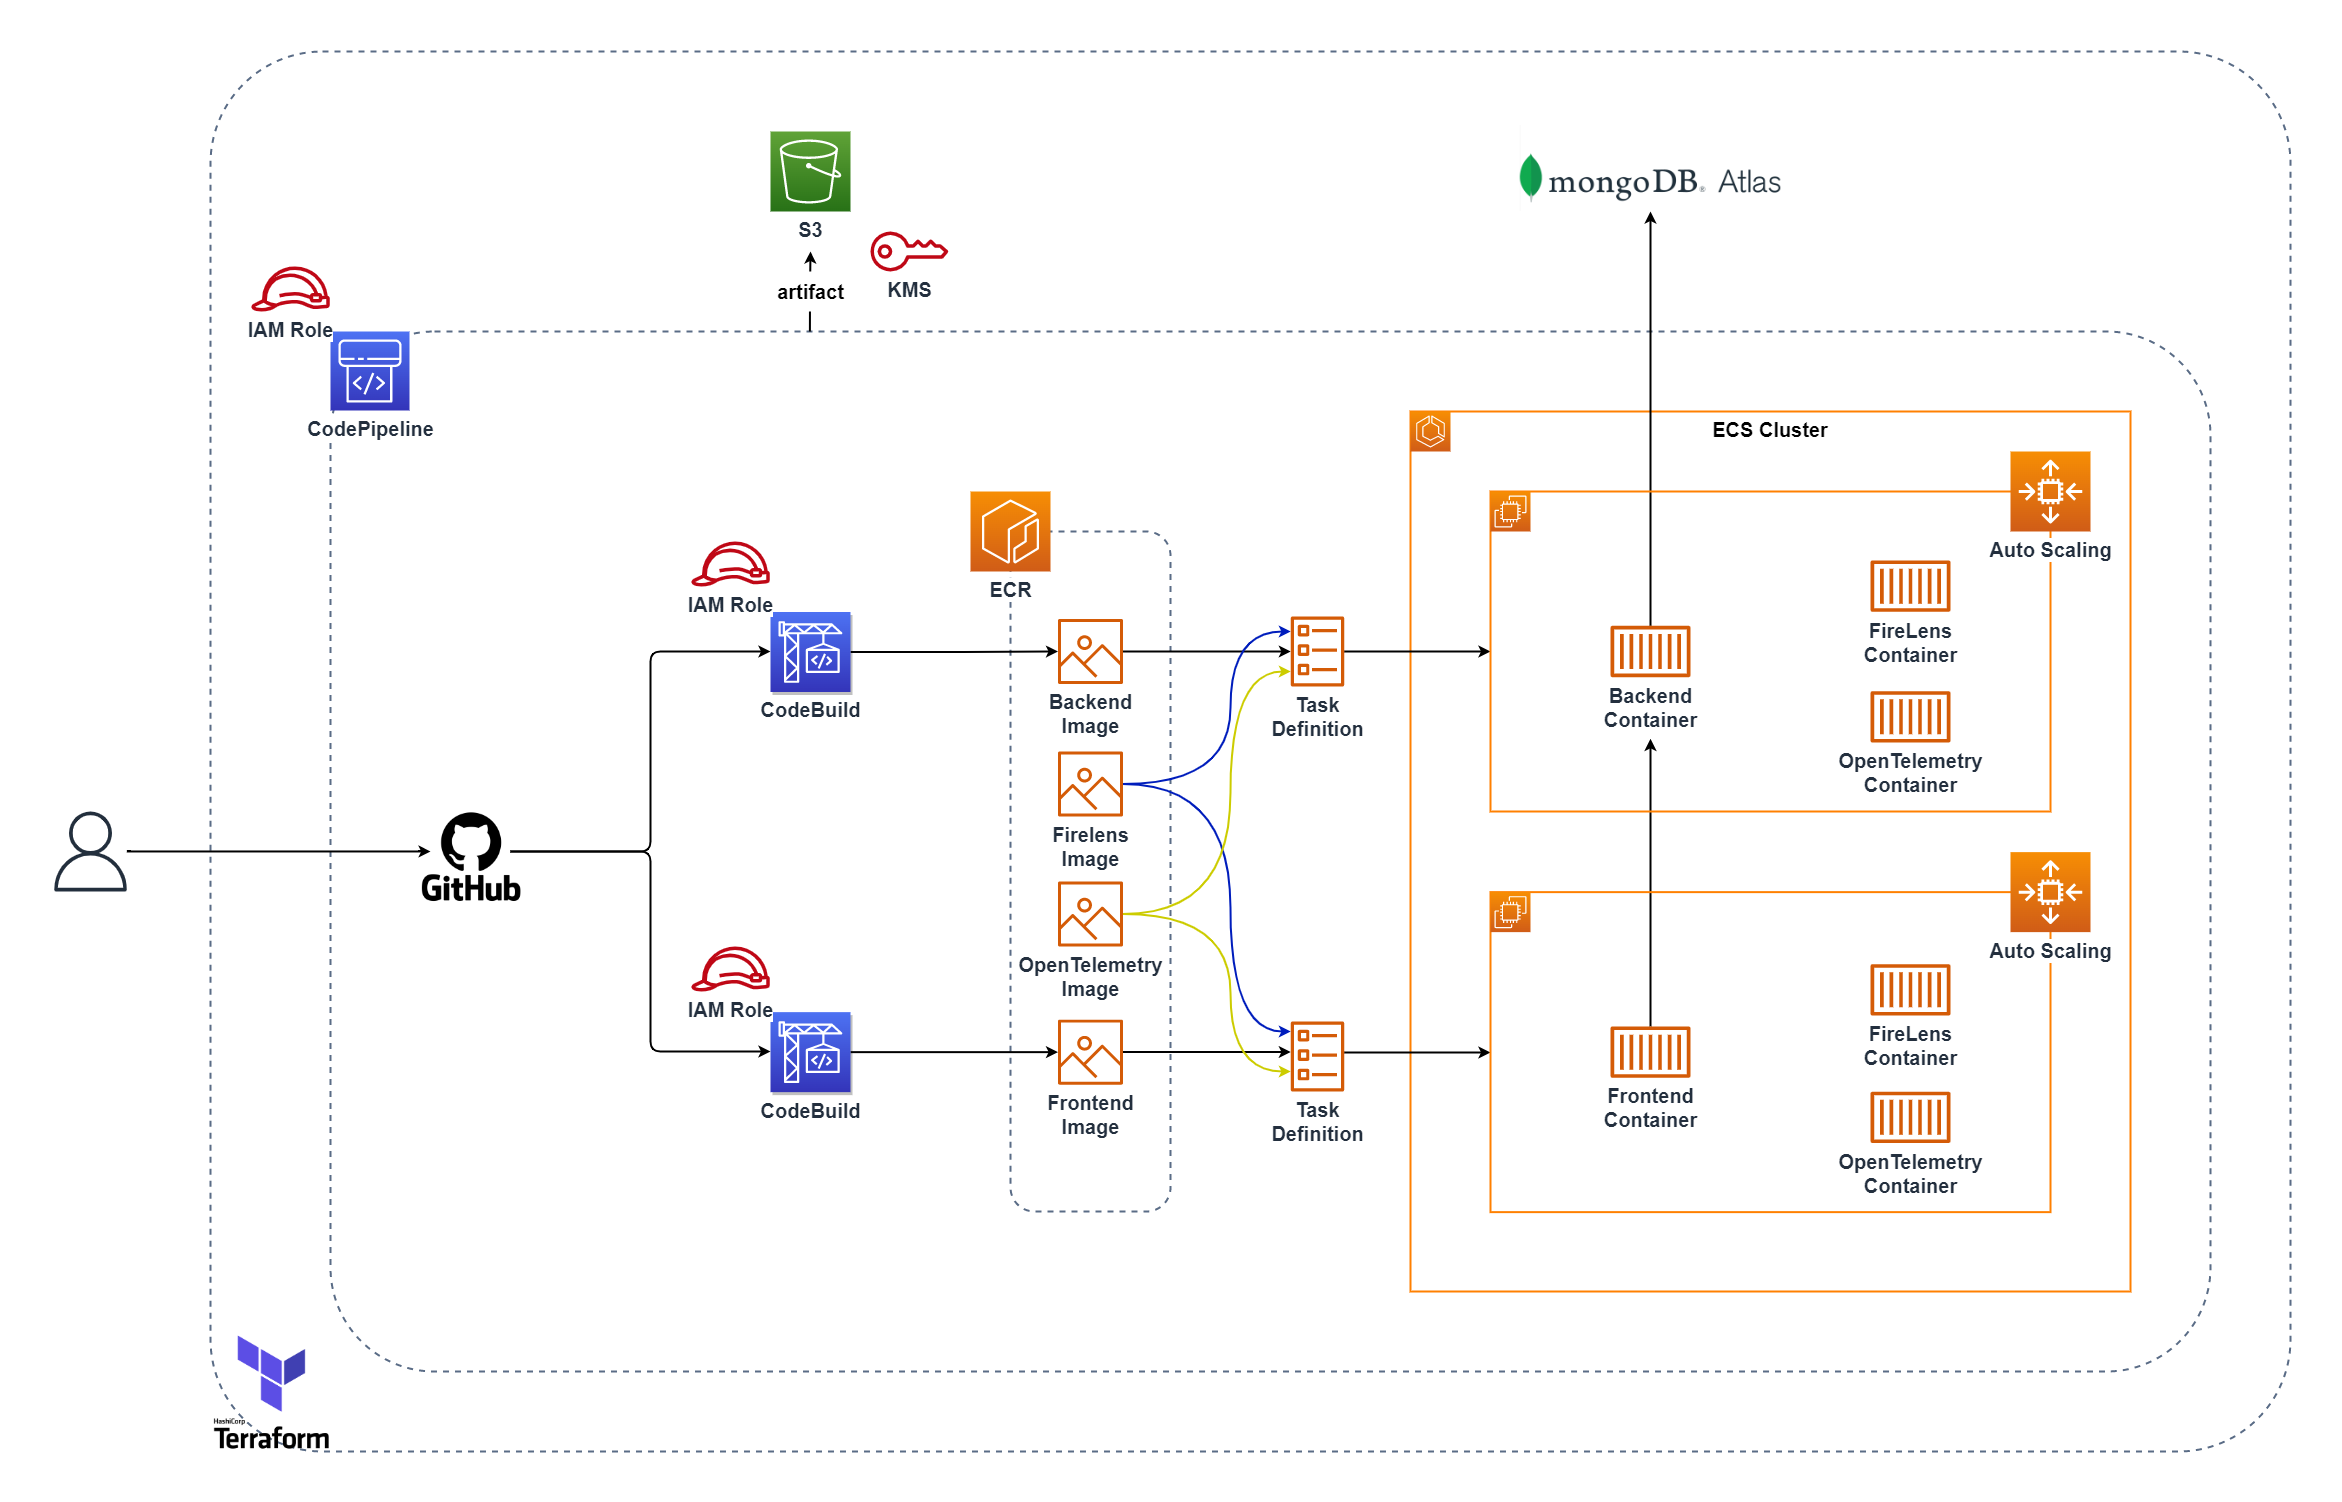 S3
mongoDB. Atlas
KMS
artifact
IAM Role
CodePipeline
ECS Cluster
Auto Scaling
ECR
IAM Role
CodeBuild
Backend
Image
Task
Definition
Backend
Container
FireLens
Container
OpenTelemetry
Container
Firelens
Image
GitHub
OpenTelemetry
Image
Auto Scaling
IAM Role
CodeBuild
Frontend
Image
Task
Definition
Frontend
Container
FireLens
Container
OpenTelemetry
Container
HashiCorp
Terraform